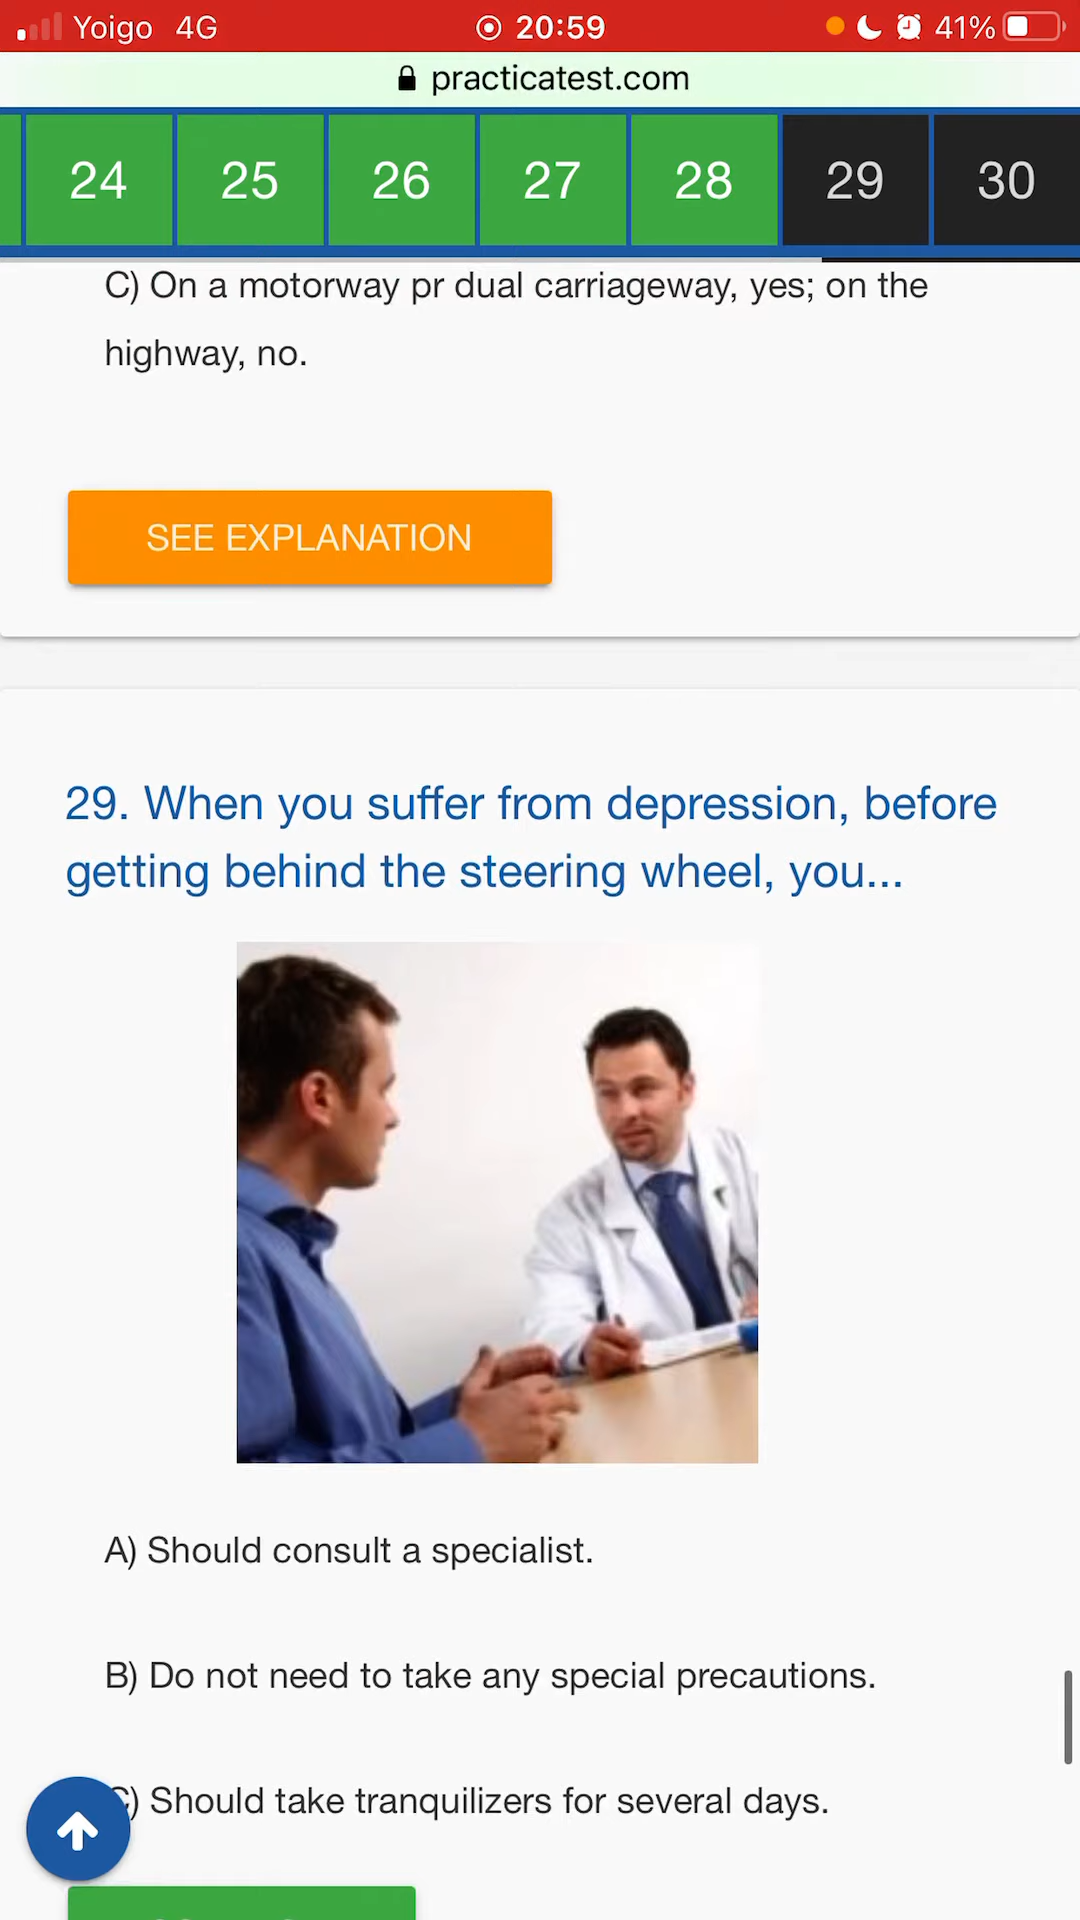 Yoigo 4G 20:59 41%
practicatest.com
24 25 26 27 28 29 30
C) On a motorway pr dual carriageway, yes; on the
highway, no.
SEE EXPLANATION
29. When you suffer from depression, before
getting behind the steering wheel, you...
A) Should consult a specialist.
B) Do not need to take any special precautions.
C) Should take tranquilizers for several days.